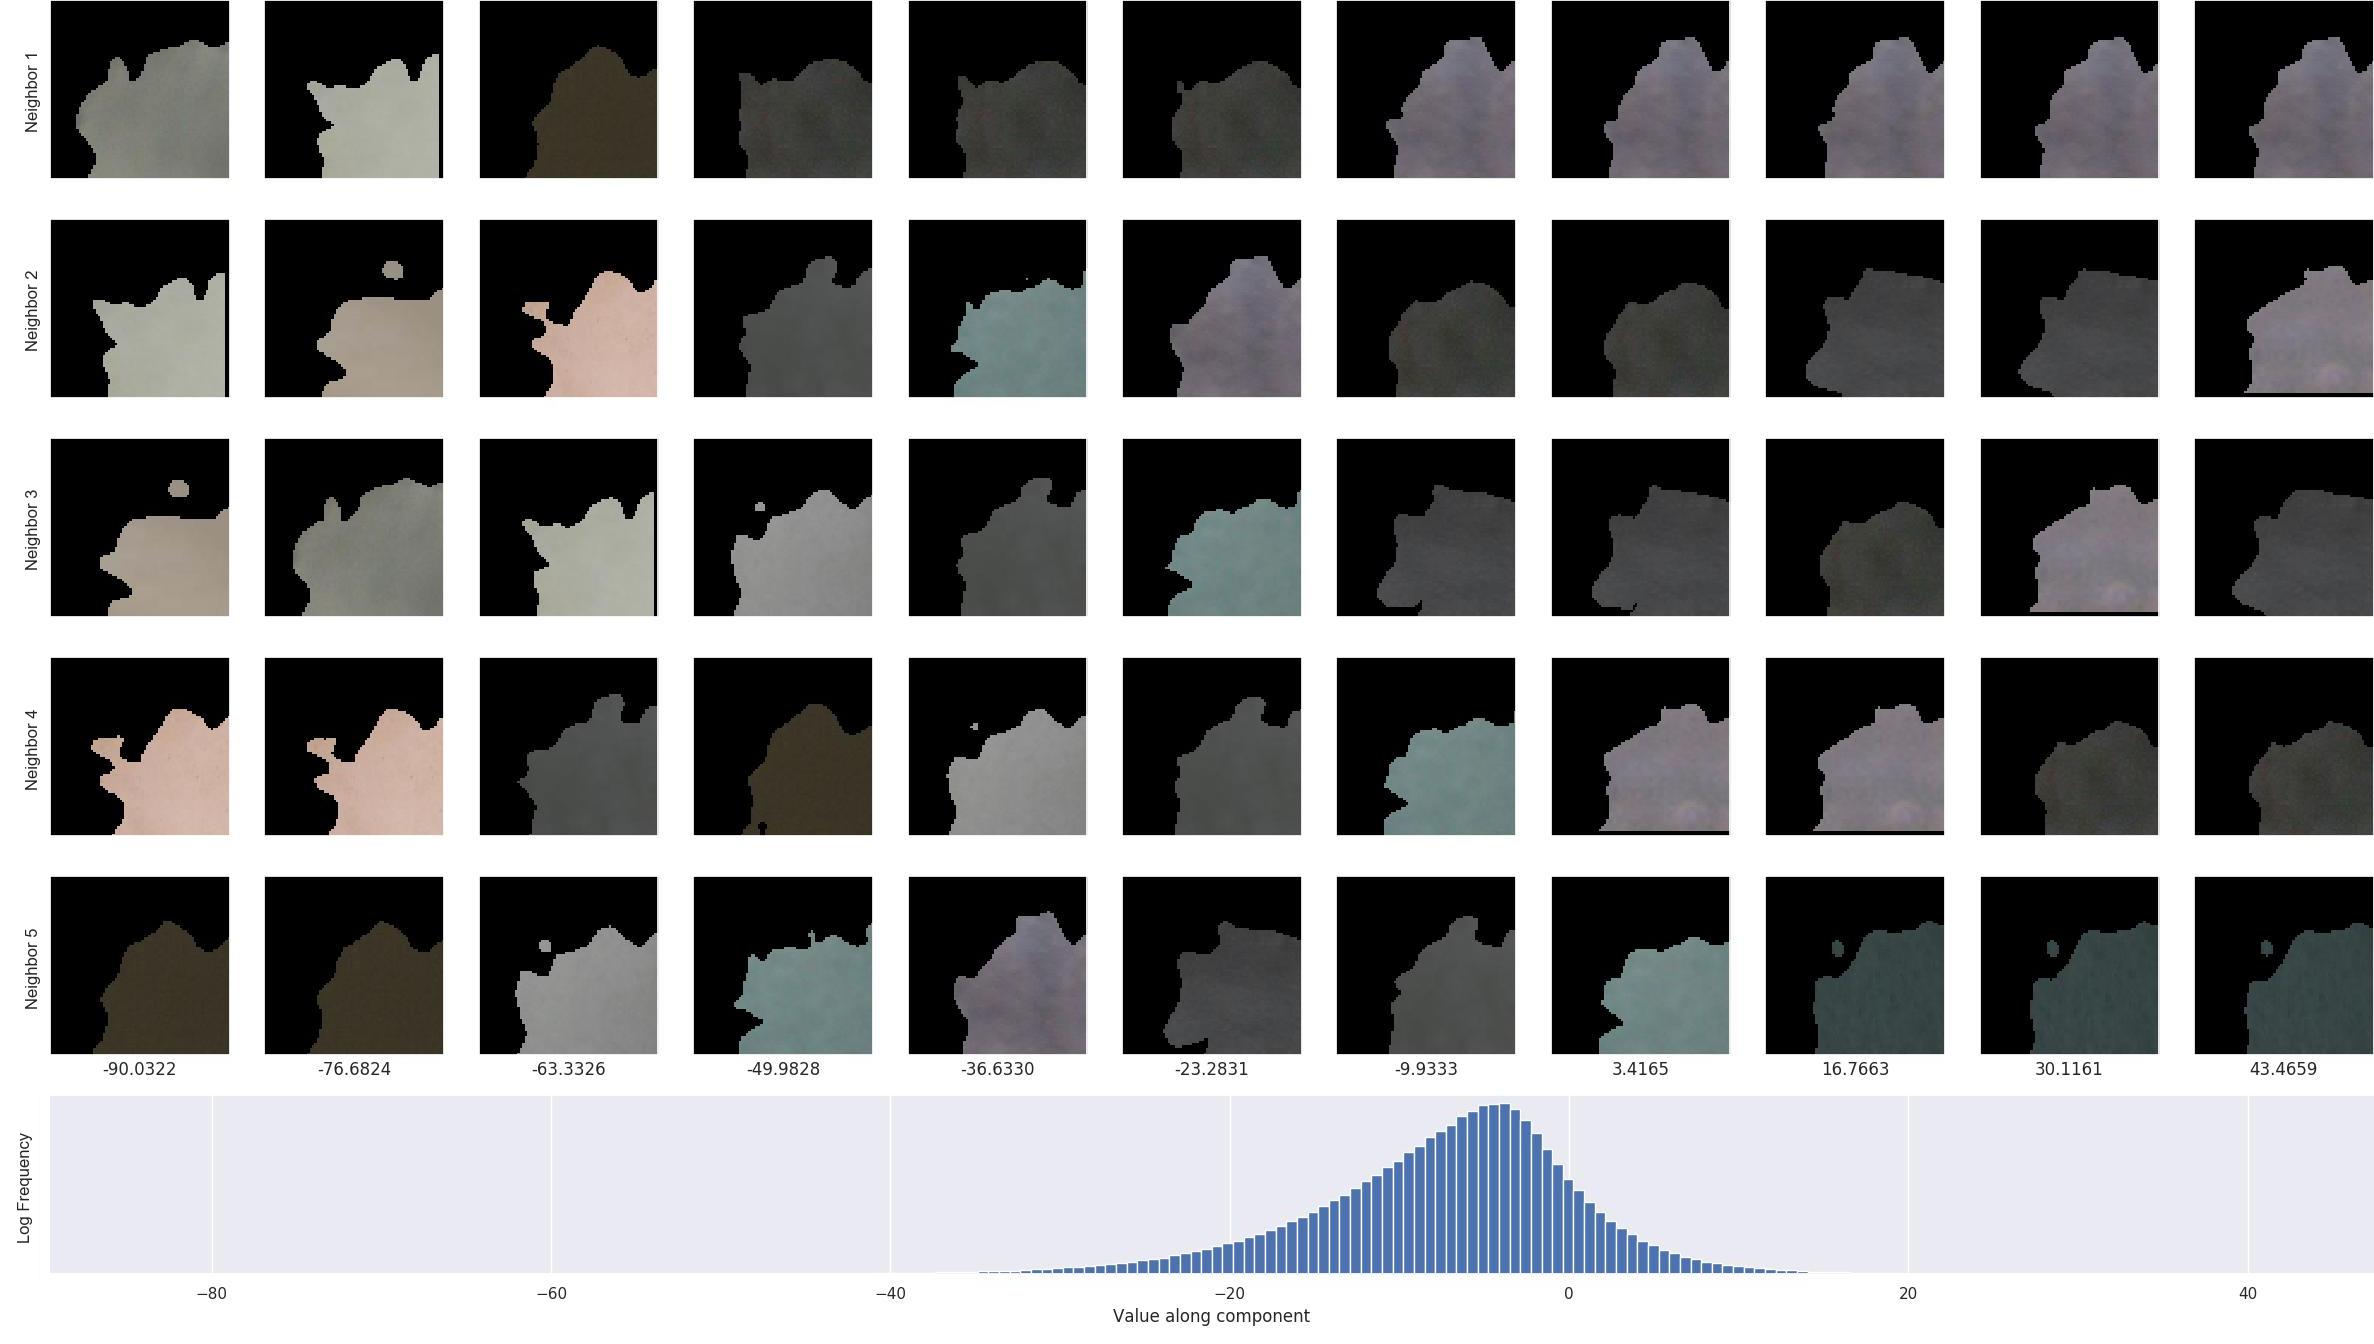 Neighbor 1
Neighbor 2
Neighbor 3
Neighbor 4
Neighbor 5
-90.0322 -76.6824 -63.3326 -49.9828 -36.6330 -23.2831 -9.9333 3.4165 16.7663 30.1161 43.4659
Log Frequency
−80 −60 −40 −20 0 20 40
Value along component